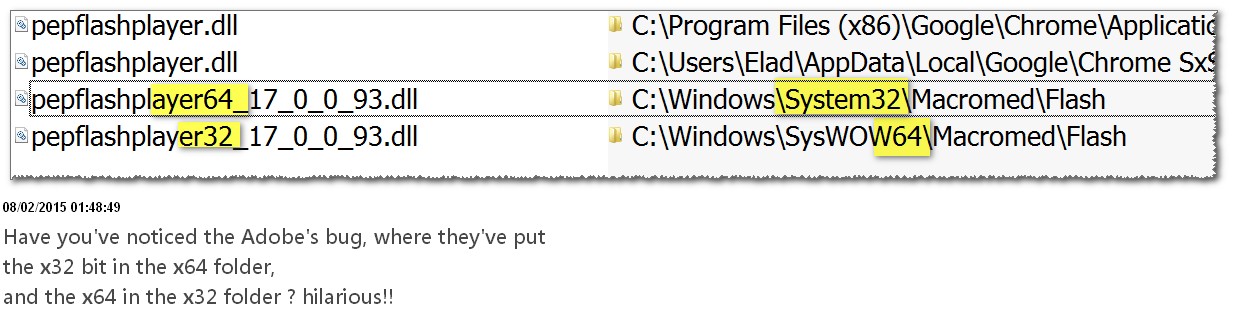 pepflashplayer.dll C:\Program Files (x86)\Google\Chrome\Applicatio
pepflashplayer.dll C:\Users\Elad\AppData\Local\Google\Chrome SxS
pepflashplayer64_17_0_0_93.dll C:\Windows\System32\Macromed\Flash
pepflashplayer32_17_0_0_93.dll C:\Windows\SysWOW64\Macromed\Flash
08/02/2015 01:48:49
Have you've noticed the Adobe's bug, where they've put
the x32 bit in the x64 folder,
and the x64 in the x32 folder ? hilarious!!